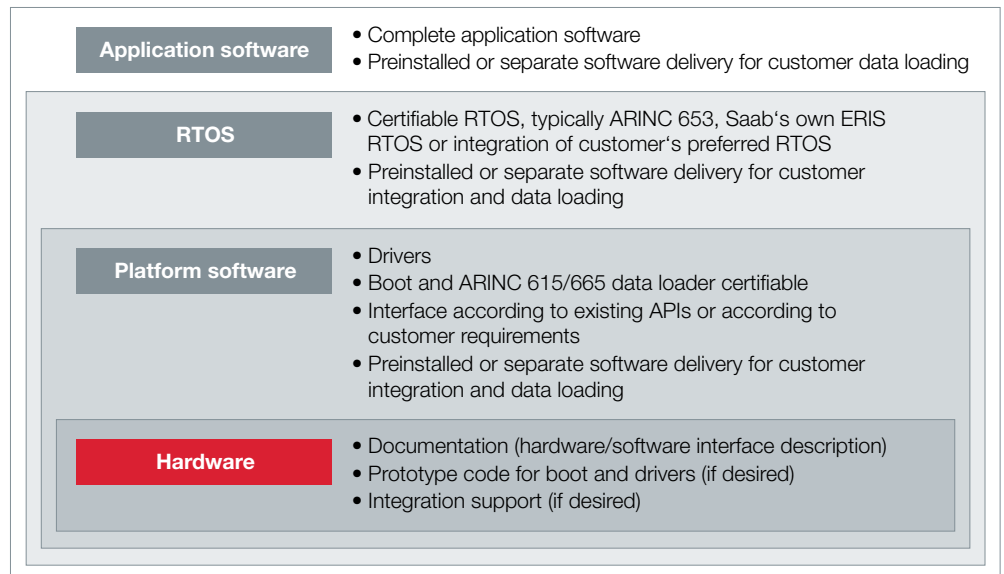 Application software
• Complete application software
• Preinstalled or separate software delivery for customer data loading
RTOS
• Certifiable RTOS, typically ARINC 653, Saab‘s own ERIS
RTOS or integration of customer‘s preferred RTOS
• Preinstalled or separate software delivery for customer
integration and data loading
Platform software
• Drivers
• Boot and ARINC 615/665 data loader certifiable
• Interface according to existing APIs or according to
customer requirements
• Preinstalled or separate software delivery for customer
integration and data loading
Hardware
• Documentation (hardware/software interface description)
• Prototype code for boot and drivers (if desired)
• Integration support (if desired)